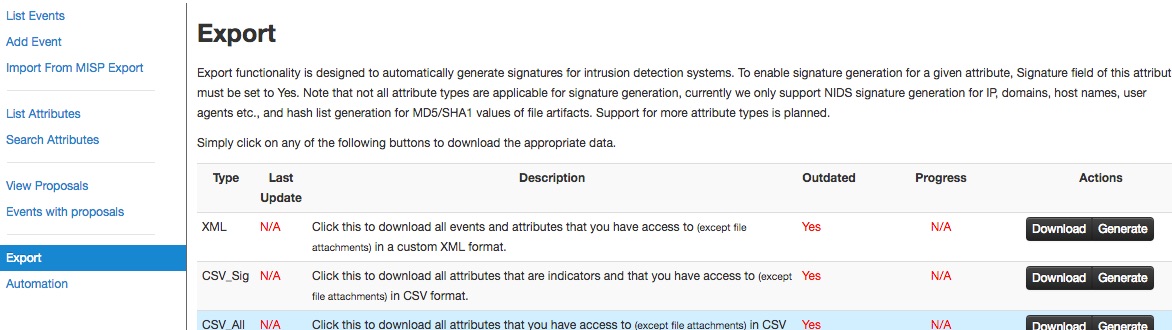 List Events
Add Event
Import From MISP Export
List Attributes
Search Attributes
View Proposals
Events with proposals
Export
Automation
Export
Export functionality is designed to automatically generate signatures for intrusion detection systems. To enable signature generation for a given attribute, Signature field of this attribut
must be set to Yes. Note that not all attribute types are applicable for signature generation, currently we only support NIDS signature generation for IP, domains, host names, user
agents etc., and hash list generation for MD5/SHA1 values of file artifacts. Support for more attribute types is planned.
Simply click on any of the following buttons to download the appropriate data.
Type Last Description Outdated Progress Actions
Update
XML N/A Click this to download all events and attributes that you have access to (except file Yes N/A Download Generate
attachments) in a custom XML format.
CSV_Sig N/A Click this to download all attributes that are indicators and that you have access to (except Yes N/A Download Generate
file attachments) in CSV format.
CSV_All N/A Click this to download all attributes that you have access to (except file attachments) in CSV Yes N/A Download Generate